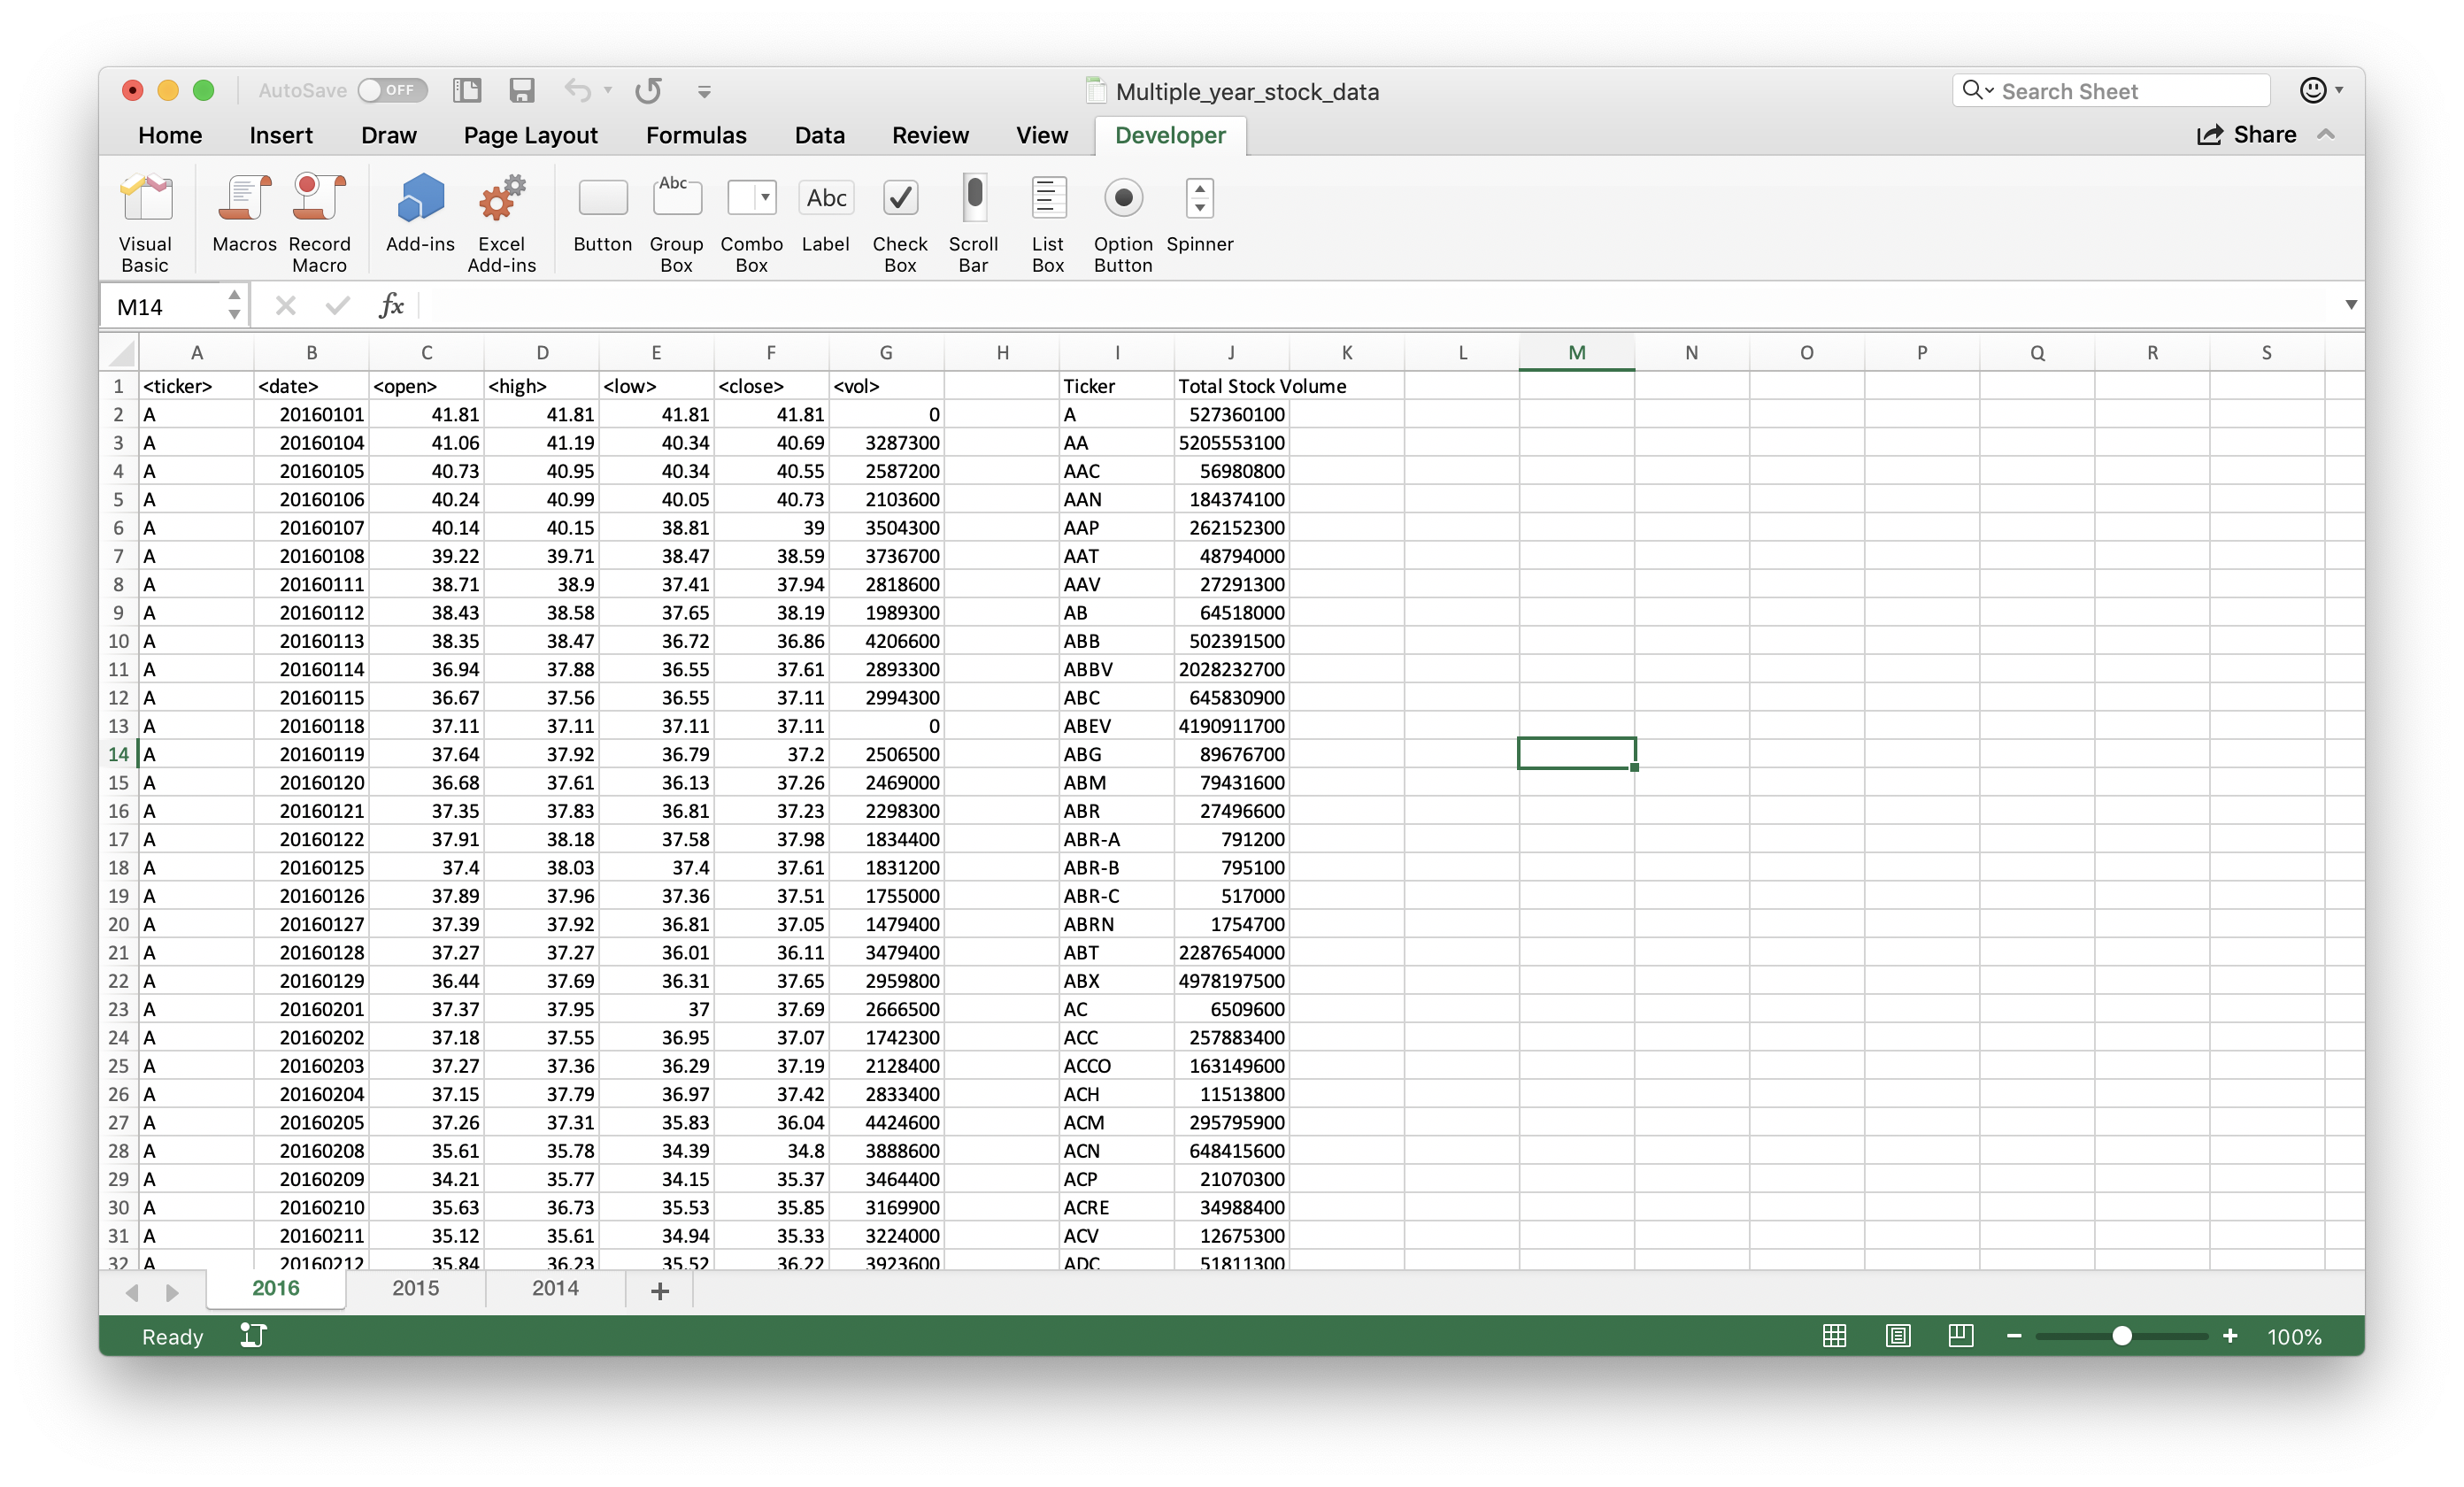 AutoSave OFF Multiple_year_stock_data Search Sheet
Home Insert Draw Page Layout Formulas Data Review View Developer Share
Abc Abc
Visual Basic Macros Record Macro Add-ins Excel Add-ins Button Group Box Combo Box Label Check Box Scroll Bar List Box Option Button Spinner
M14 fx
A B C D E F G H I J K L M N O P Q R S
1 <ticker> <date> <open> <high> <low> <close> <vol> Ticker Total Stock Volume
2 A 20160101 41.81 41.81 41.81 41.81 0 A 527360100
3 A 20160104 41.06 41.19 40.34 40.69 3287300 AA 5205553100
4 A 20160105 40.73 40.95 40.34 40.55 2587200 AAC 56980800
5 A 20160106 40.24 40.99 40.05 40.73 2103600 AAN 184374100
6 A 20160107 40.14 40.15 38.81 39 3504300 AAP 262152300
7 A 20160108 39.22 39.71 38.47 38.59 3736700 AAT 48794000
8 A 20160111 38.71 38.9 37.41 37.94 2818600 AAV 27291300
9 A 20160112 38.43 38.58 37.65 38.19 1989300 AB 64518000
10 A 20160113 38.35 38.47 36.72 36.86 4206600 ABB 502391500
11 A 20160114 36.94 37.88 36.55 37.61 2893300 ABBV 2028232700
12 A 20160115 36.67 37.56 36.55 37.11 2994300 ABC 645830900
13 A 20160118 37.11 37.11 37.11 37.11 0 ABEV 4190911700
14 A 20160119 37.64 37.92 36.79 37.2 2506500 ABG 89676700
15 A 20160120 36.68 37.61 36.13 37.26 2469000 ABM 79431600
16 A 20160121 37.35 37.83 36.81 37.23 2298300 ABR 27496600
17 A 20160122 37.91 38.18 37.58 37.98 1834400 ABR-A 791200
18 A 20160125 37.4 38.03 37.4 37.61 1831200 ABR-B 795100
19 A 20160126 37.89 37.96 37.36 37.51 1755000 ABR-C 517000
20 A 20160127 37.39 37.92 36.81 37.05 1479400 ABRN 1754700
21 A 20160128 37.27 37.27 36.01 36.11 3479400 ABT 2287654000
22 A 20160129 36.44 37.69 36.31 37.65 2959800 ABX 4978197500
23 A 20160201 37.37 37.95 37 37.69 2666500 AC 6509600
24 A 20160202 37.18 37.55 36.95 37.07 1742300 ACC 257883400
25 A 20160203 37.27 37.36 36.29 37.19 2128400 ACCO 163149600
26 A 20160204 37.15 37.79 36.97 37.42 2833400 ACH 11513800
27 A 20160205 37.26 37.31 35.83 36.04 4424600 ACM 295795900
28 A 20160208 35.61 35.78 34.39 34.8 3888600 ACN 648415600
29 A 20160209 34.21 35.77 34.15 35.37 3464400 ACP 21070300
30 A 20160210 35.63 36.73 35.53 35.85 3169900 ACRE 34988400
31 A 20160211 35.12 35.61 34.94 35.33 3224000 ACV 12675300
32 A 20160212 35.84 36.23 35.52 36.22 3923600 ADC 51811300
2016 2015 2014 +
Ready 100%